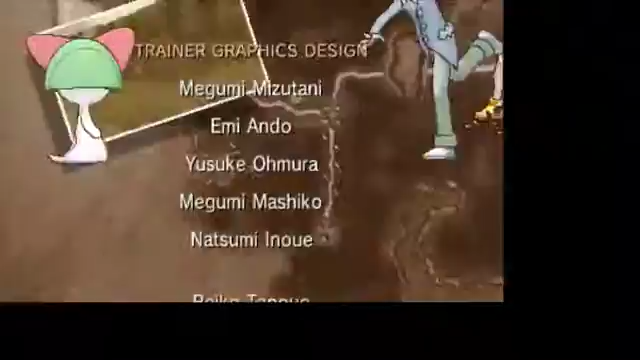 TRAINER GRAPHICS DESIGN
Megumi Mizutani
Emi Ando
Yusuke Ohmura
Megumi Mashiko
Natsumi Inoue